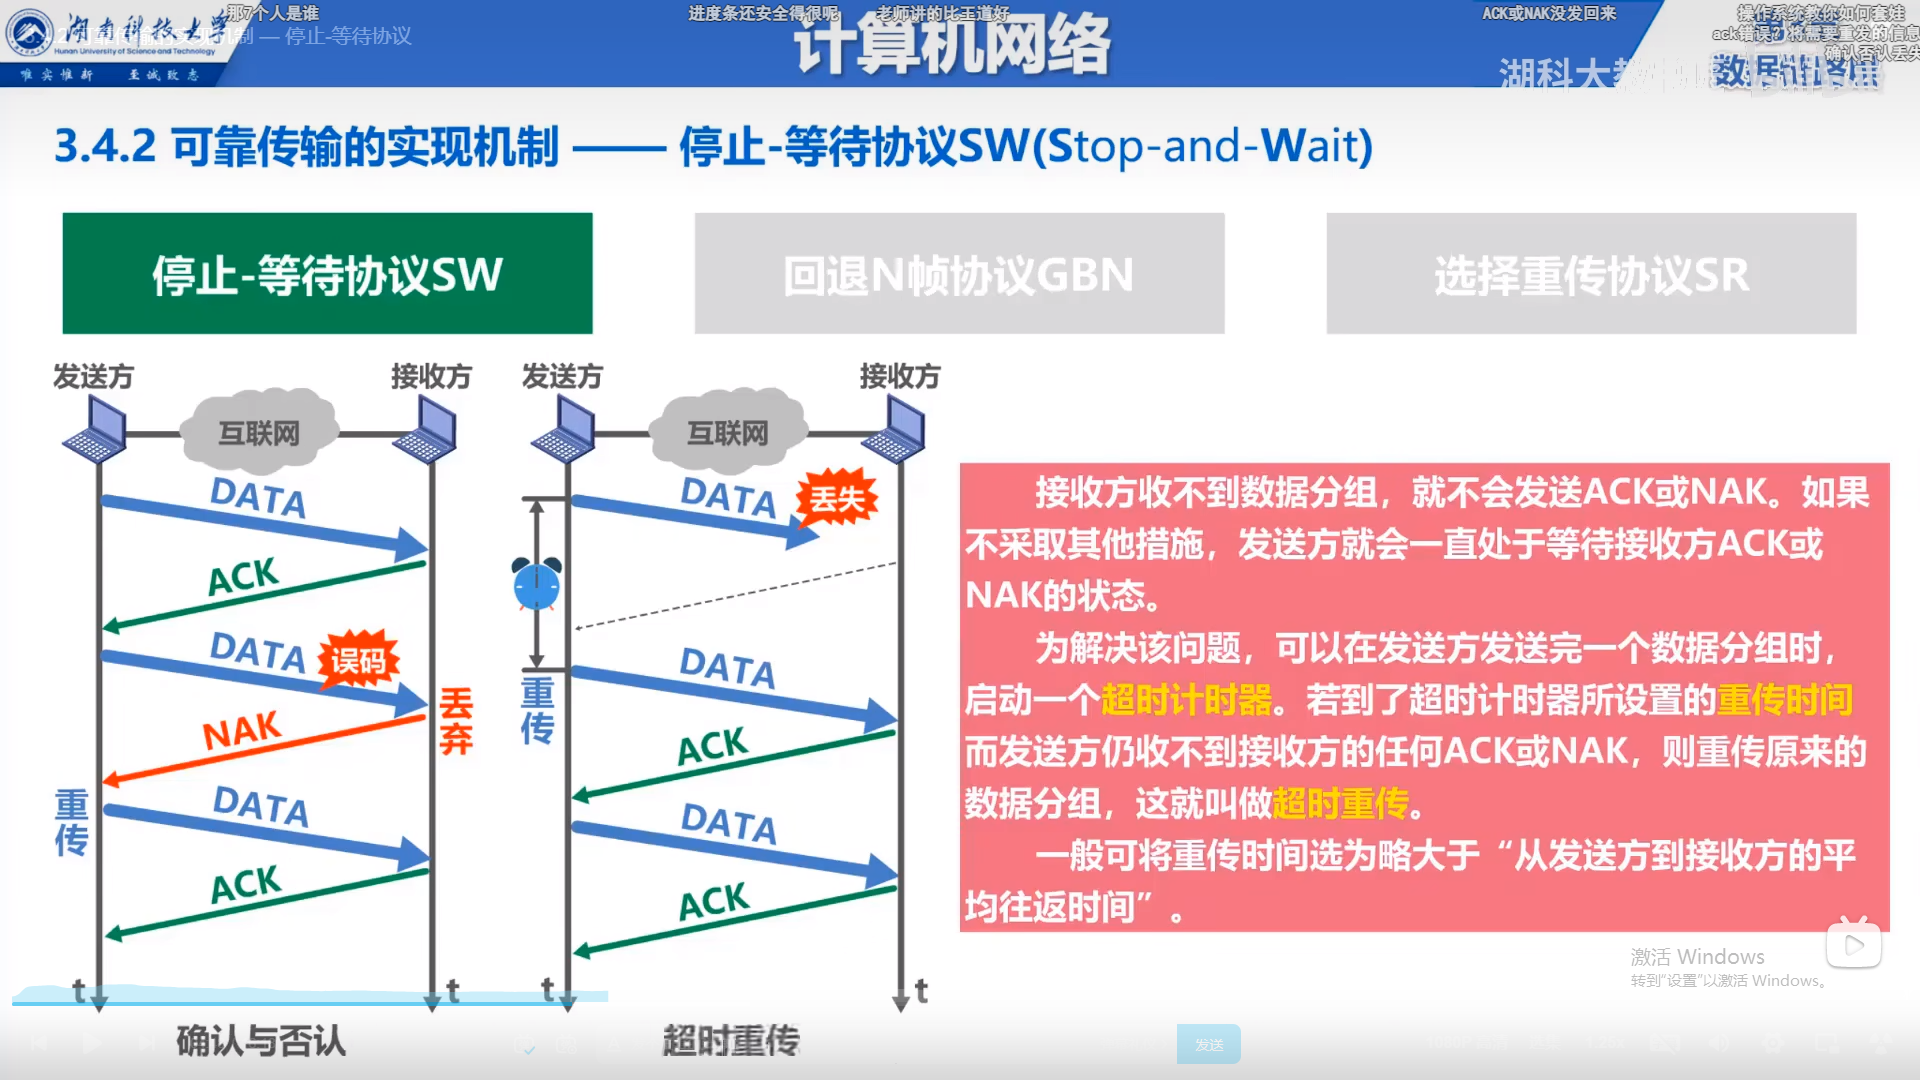 那7个人是谁
进度条还安全得很呢
老师讲的比王道好
ACK或NAK没发回来
操作系统教你如何套娃
湖南科技大学
Hunan University of Science and Technology
唯实惟新 至诚致志
3.4.2 可靠传输的实现机制 — 停止-等待协议
计算机网络
ack错误？将需要重发的信息
确认否认丢失
湖科大教
数据链路层
3.4.2 可靠传输的实现机制 —— 停止-等待协议SW(Stop-and-Wait)
停止-等待协议SW
回退N帧协议GBN
选择重传协议SR
发送方
接收方
互联网
DATA
ACK
DATA
误码
丢弃
NAK
重传
DATA
ACK
t
t
确认与否认
发送方
接收方
互联网
DATA
丢失
重传
DATA
ACK
DATA
ACK
t
t
超时重传
接收方收不到数据分组，就不会发送ACK或NAK。如果
不采取其他措施，发送方就会一直处于等待接收方ACK或
NAK的状态。
为解决该问题，可以在发送方发送完一个数据分组时，
启动一个超时计时器。若到了超时计时器所设置的重传时间
而发送方仍收不到接收方的任何ACK或NAK，则重传原来的
数据分组，这就叫做超时重传。
一般可将重传时间选为略大于“从发送方到接收方的平
均往返时间”。
激活 Windows
转到“设置”以激活 Windows。
发送